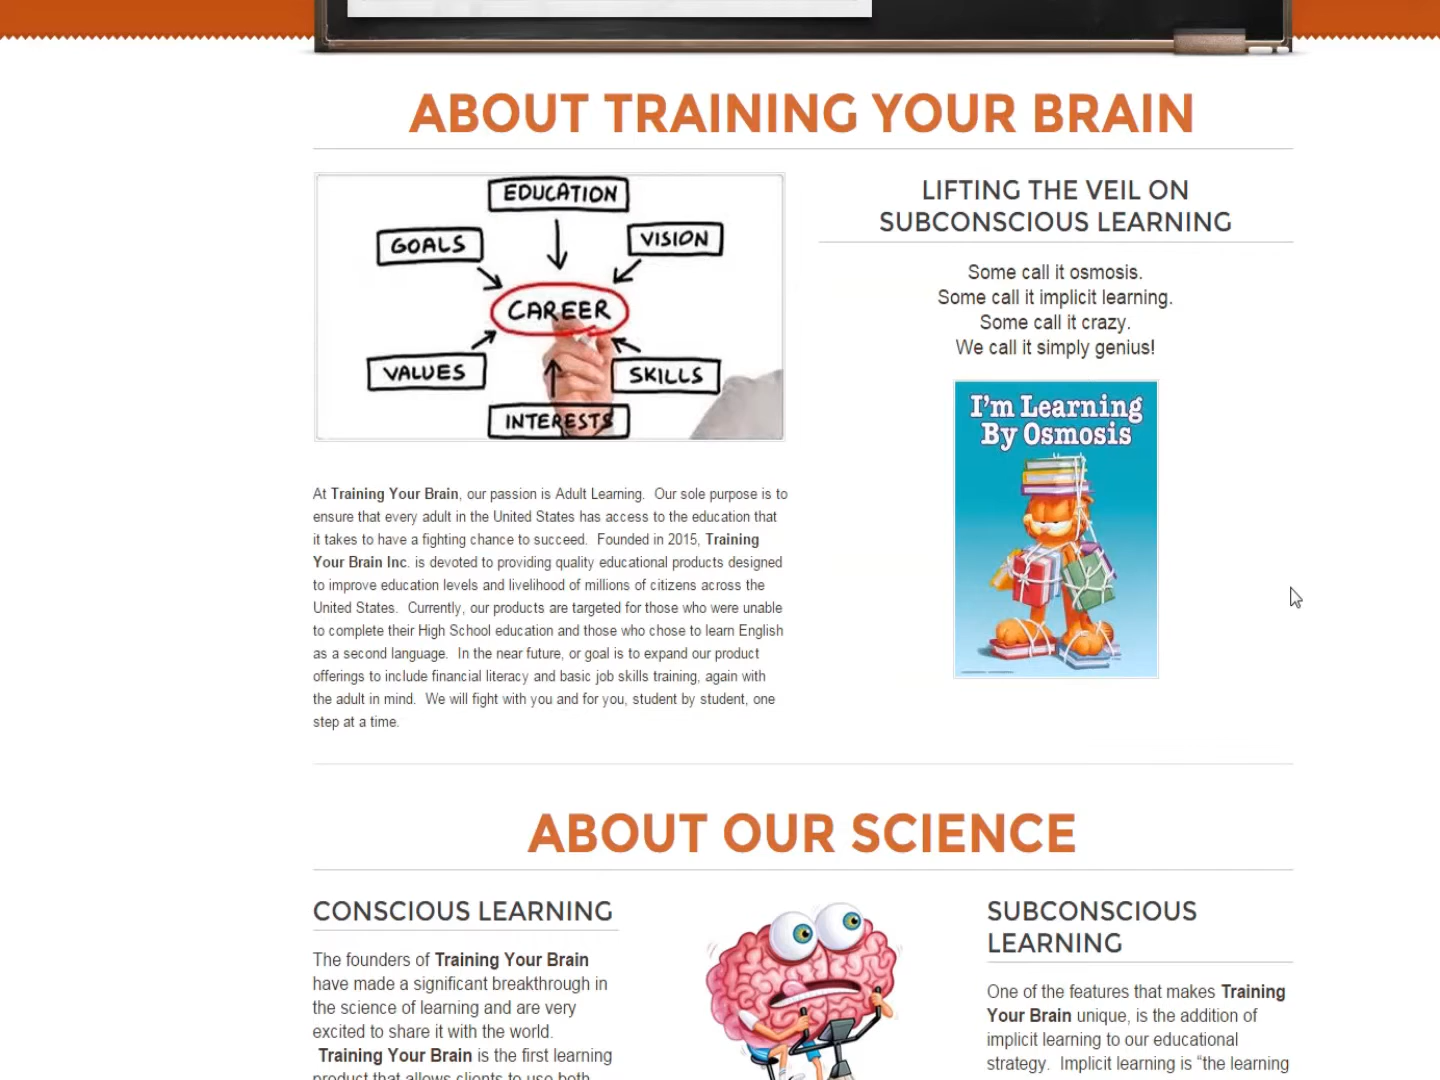 ABOUT TRAINING YOUR BRAIN
EDUCATION
GOALS
VISION
CAREER
VALUES
SKILLS
INTERESTS
At Training Your Brain, our passion is Adult Learning. Our sole purpose is to
ensure that every adult in the United States has access to the education that
it takes to have a fighting chance to succeed. Founded in 2015, Training
Your Brain Inc. is devoted to providing quality educational products designed
to improve education levels and livelihood of millions of citizens across the
United States. Currently, our products are targeted for those who were unable
to complete their High School education and those who chose to learn English
as a second language. In the near future, or goal is to expand our product
offerings to include financial literacy and basic job skills training, again with
the adult in mind. We will fight with you and for you, student by student, one
step at a time.
LIFTING THE VEIL ON
SUBCONSCIOUS LEARNING
Some call it osmosis.
Some call it implicit learning.
Some call it crazy.
We call it simply genius!
I'm Learning
By Osmosis
ABOUT OUR SCIENCE
CONSCIOUS LEARNING
The founders of Training Your Brain
have made a significant breakthrough in
the science of learning and are very
excited to share it with the world.
Training Your Brain is the first learning
product that allows clients to use both
SUBCONSCIOUS
LEARNING
One of the features that makes Training
Your Brain unique, is the addition of
implicit learning to our educational
strategy. Implicit learning is “the learning